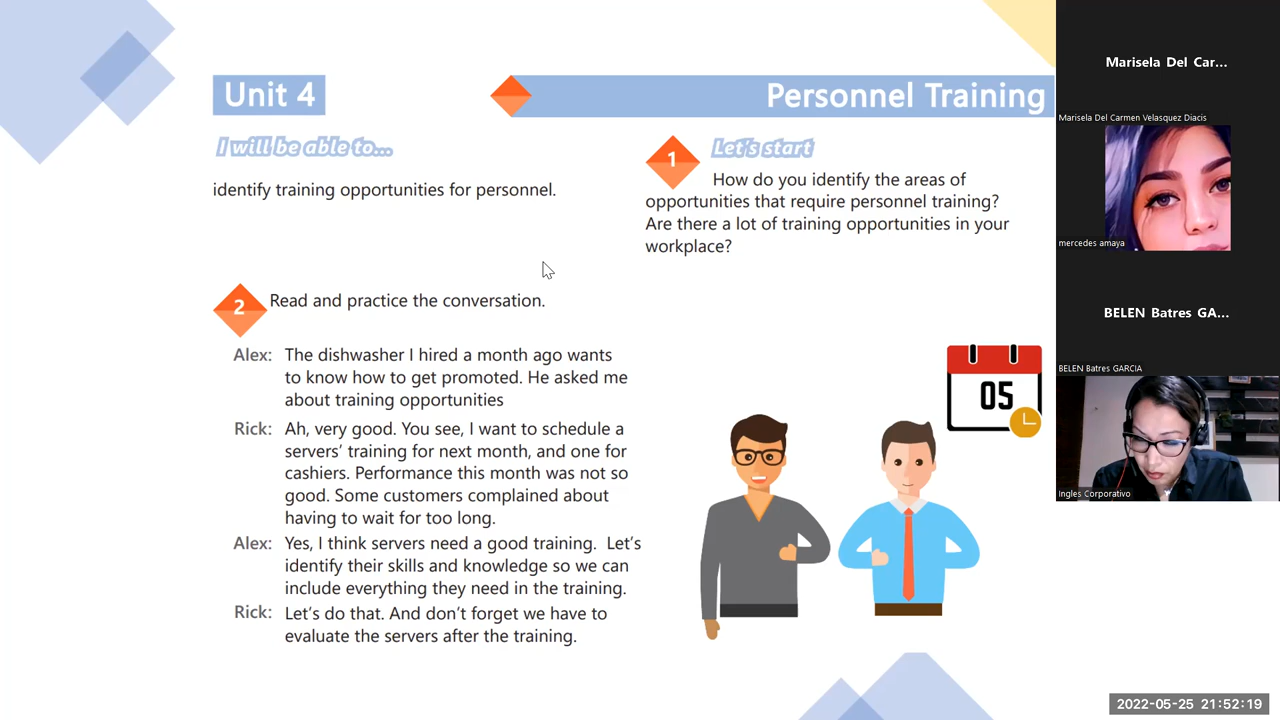 Unit 4
Personnel Training
I will be able to...
identify training opportunities for personnel.
1
Let's start
How do you identify the areas of
opportunities that require personnel training?
Are there a lot of training opportunities in your
workplace?
2
Read and practice the conversation.
Alex: The dishwasher I hired a month ago wants
to know how to get promoted. He asked me
about training opportunities
Rick: Ah, very good. You see, I want to schedule a
servers' training for next month, and one for
cashiers. Performance this month was not so
good. Some customers complained about
having to wait for too long.
Alex: Yes, I think servers need a good training. Let's
identify their skills and knowledge so we can
include everything they need in the training.
Rick: Let's do that. And don't forget we have to
evaluate the servers after the training.
05
Marisela Del Car...
Marisela Del Carmen Velasquez Diacis
mercedes amaya
BELEN Batres GA...
BELEN Batres GARCIA
Ingles Corporativo
2022-05-25 21:52:19